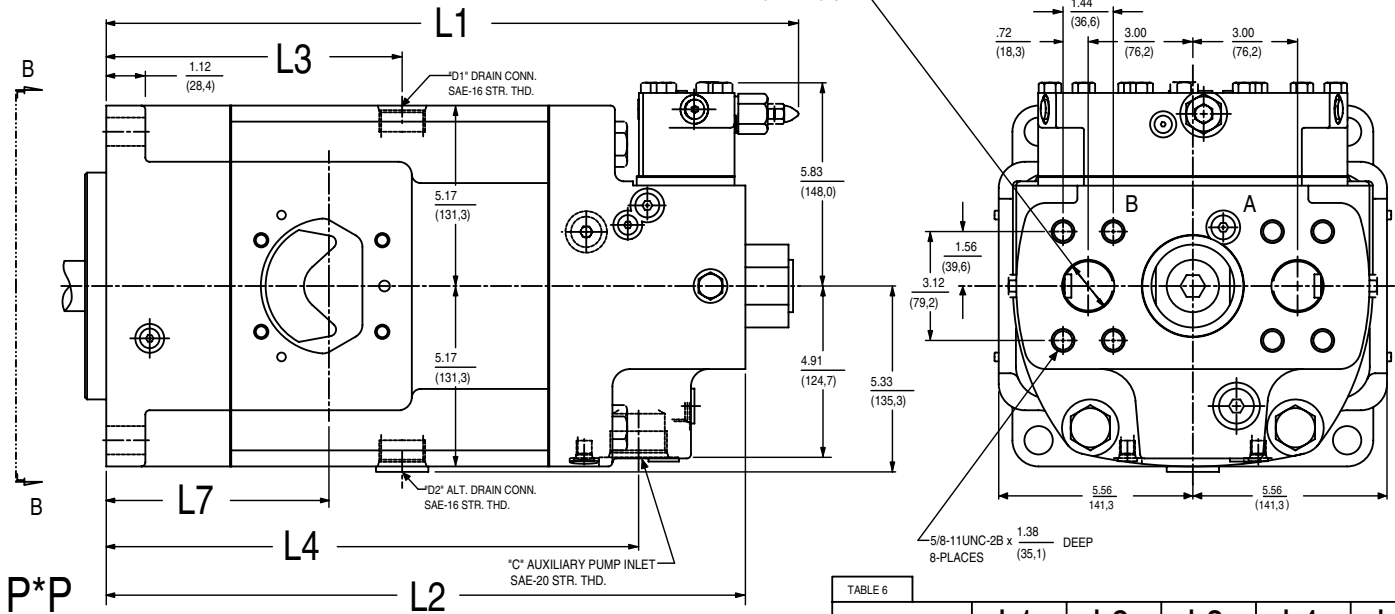 L1
L3
B
1.12
(28,4)
"D1" DRAIN CONN.
SAE-16 STR. THD.
5.17
(131,3)
5.83
(148,0)
5.17
(131,3)
4.91
(124,7)
5.33
(135,3)
B
L7
"D2" ALT. DRAIN CONN.
SAE-16 STR. THD.
L4
"C" AUXILIARY PUMP INLET
SAE-20 STR. THD.
L2
P*P
1.44
(36,6)
.72
(18,3)
3.00
(76,2)
3.00
(76,2)
B
A
1.56
(39,6)
3.12
(79,2)
5.56
141,3
5.56
(141,3)
5/8-11UNC-2B x 1.38 DEEP
(35,1)
8-PLACES
TABLE 6